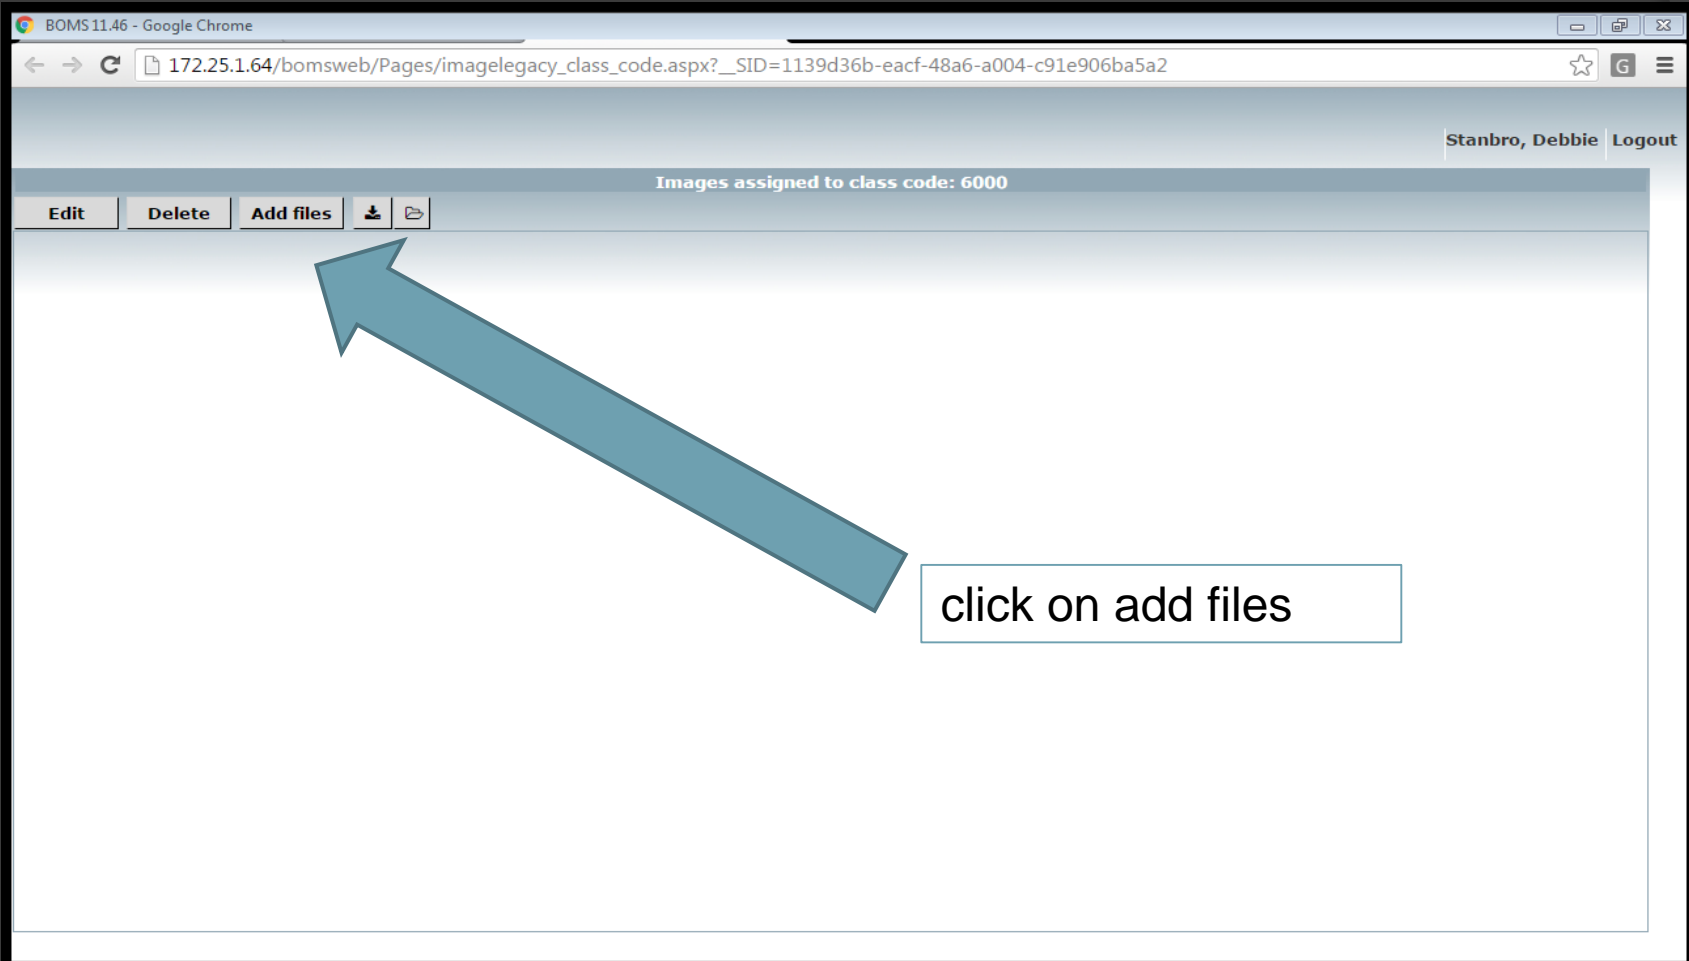 BOMS 11.46 - Google Chrome
172.25.1.64/bomsweb/Pages/imagelegacy_class_code.aspx?__SID=1139d36b-eacf-48a6-a004-c91e906ba5a2
G
Stanbro, Debbie Logout
Images assigned to class code: 6000
Edit Delete Add files
click on add files